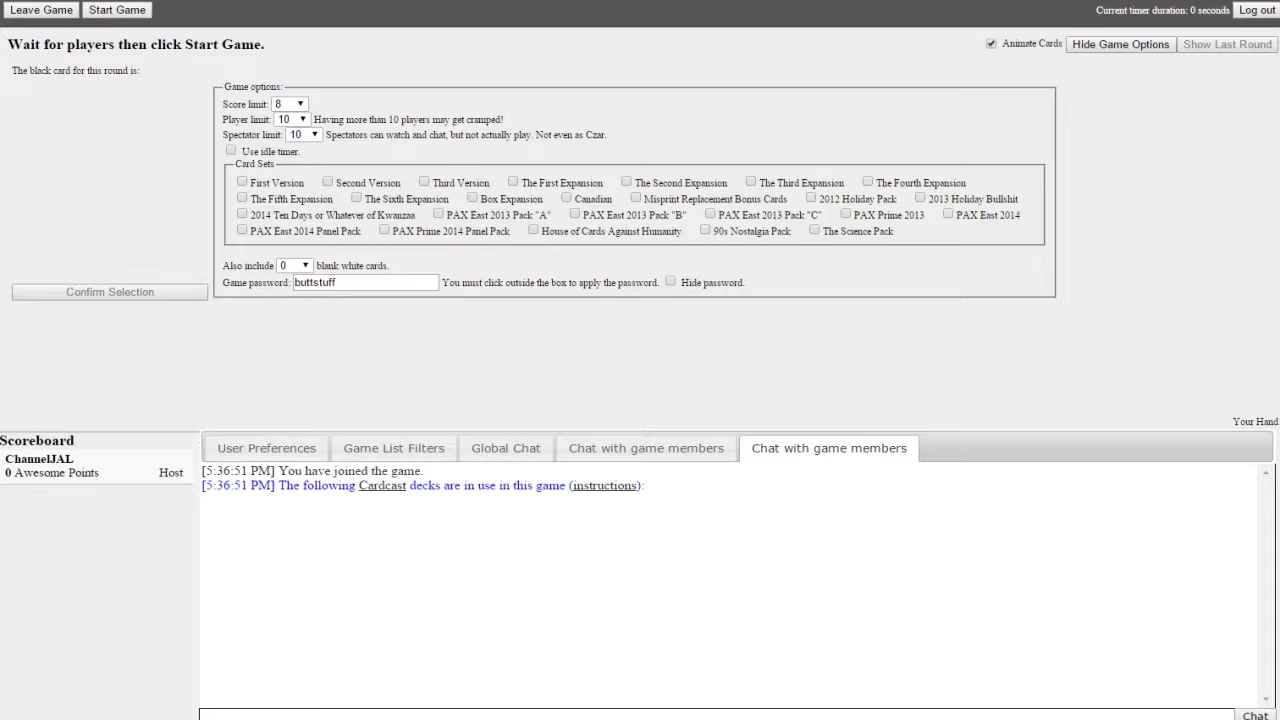 Leave Game Start Game Current timer duration: 0 seconds Log out
Wait for players then click Start Game. Animate Cards Hide Game Options Show Last Round
The black card for this round is:
Game options:
Score limit: 8
Player limit: 10 Having more than 10 players may get cramped!
Spectator limit: 10 Spectators can watch and chat, but not actually play. Not even as Czar.
Use idle timer.
Card Sets
First Version Second Version Third Version The First Expansion The Second Expansion The Third Expansion The Fourth Expansion
The Fifth Expansion The Sixth Expansion Box Expansion Canadian Misprint Replacement Bonus Cards 2012 Holiday Pack 2013 Holiday Bullshit
2014 Ten Days or Whatever of Kwanzaa PAX East 2013 Pack "A" PAX East 2013 Pack "B" PAX East 2013 Pack "C" PAX Prime 2013 PAX East 2014
PAX East 2014 Panel Pack PAX Prime 2014 Panel Pack House of Cards Against Humanity 90s Nostalgia Pack The Science Pack
Also include 0 blank white cards.
Game password: buttstuff You must click outside the box to apply the password. Hide password.
Confirm Selection
Your Hand
Scoreboard
ChannelJAL
0 Awesome Points Host
User Preferences Game List Filters Global Chat Chat with game members Chat with game members
[5:36:51 PM] You have joined the game.
[5:36:51 PM] The following Cardcast decks are in use in this game (instructions):
Chat